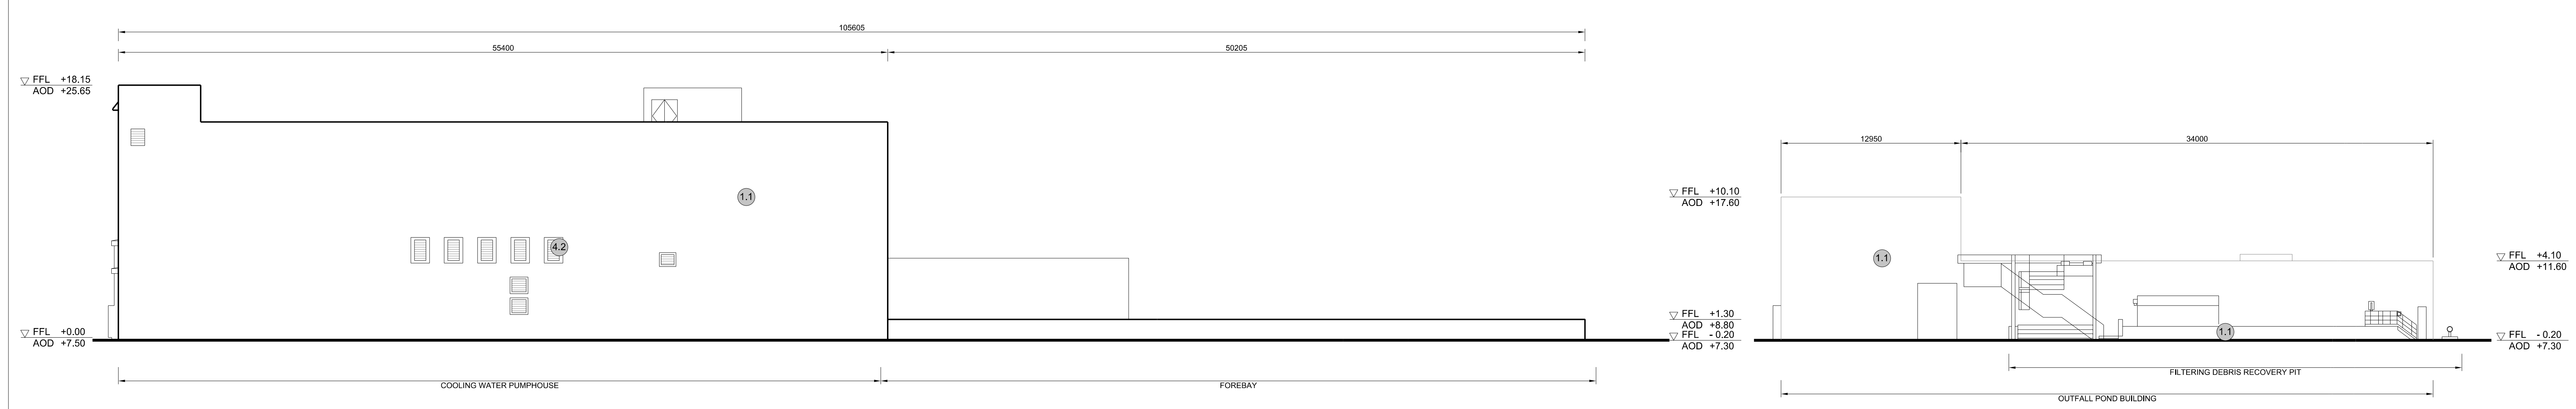 105605
55400
50205
FFL +18.15
AOD +25.65
12950
34000
1.1
FFL +10.10
AOD +17.60
4.2
1.1
FFL +4.10
AOD +11.60
FFL +1.30
AOD +8.80
FFL +0.00
AOD +7.50
FFL - 0.20
AOD +7.30
1.1
FFL - 0.20
AOD +7.30
COOLING WATER PUMPHOUSE
FOREBAY
FILTERING DEBRIS RECOVERY PIT
OUTFALL POND BUILDING